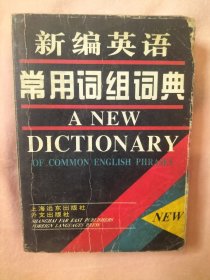 新编英语
常用词组词典
A NEW
DICTIONARY
OF COMMON ENGLISH PHRASES
上海远东出版社
外文出版社
SHANGHAI FAR EAST PUBLISHERS
FOREIGN LANGUAGES PRESS
NEW